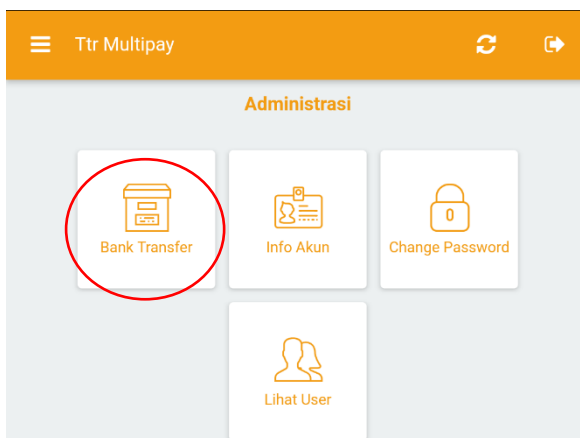 Ttr Multipay
Administrasi
Bank Transfer
Info Akun
0
Change Password
Lihat User